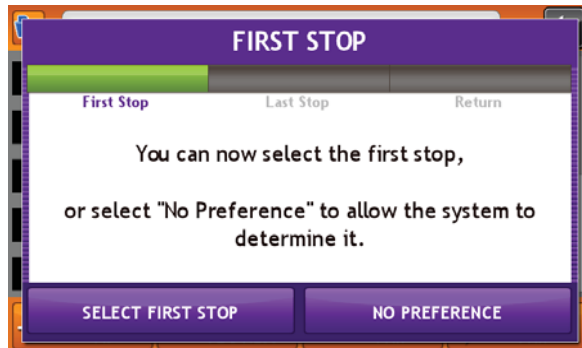 FIRST STOP
First Stop Last Stop Return
You can now select the first stop,
or select "No Preference" to allow the system to
determine it.
SELECT FIRST STOP NO PREFERENCE